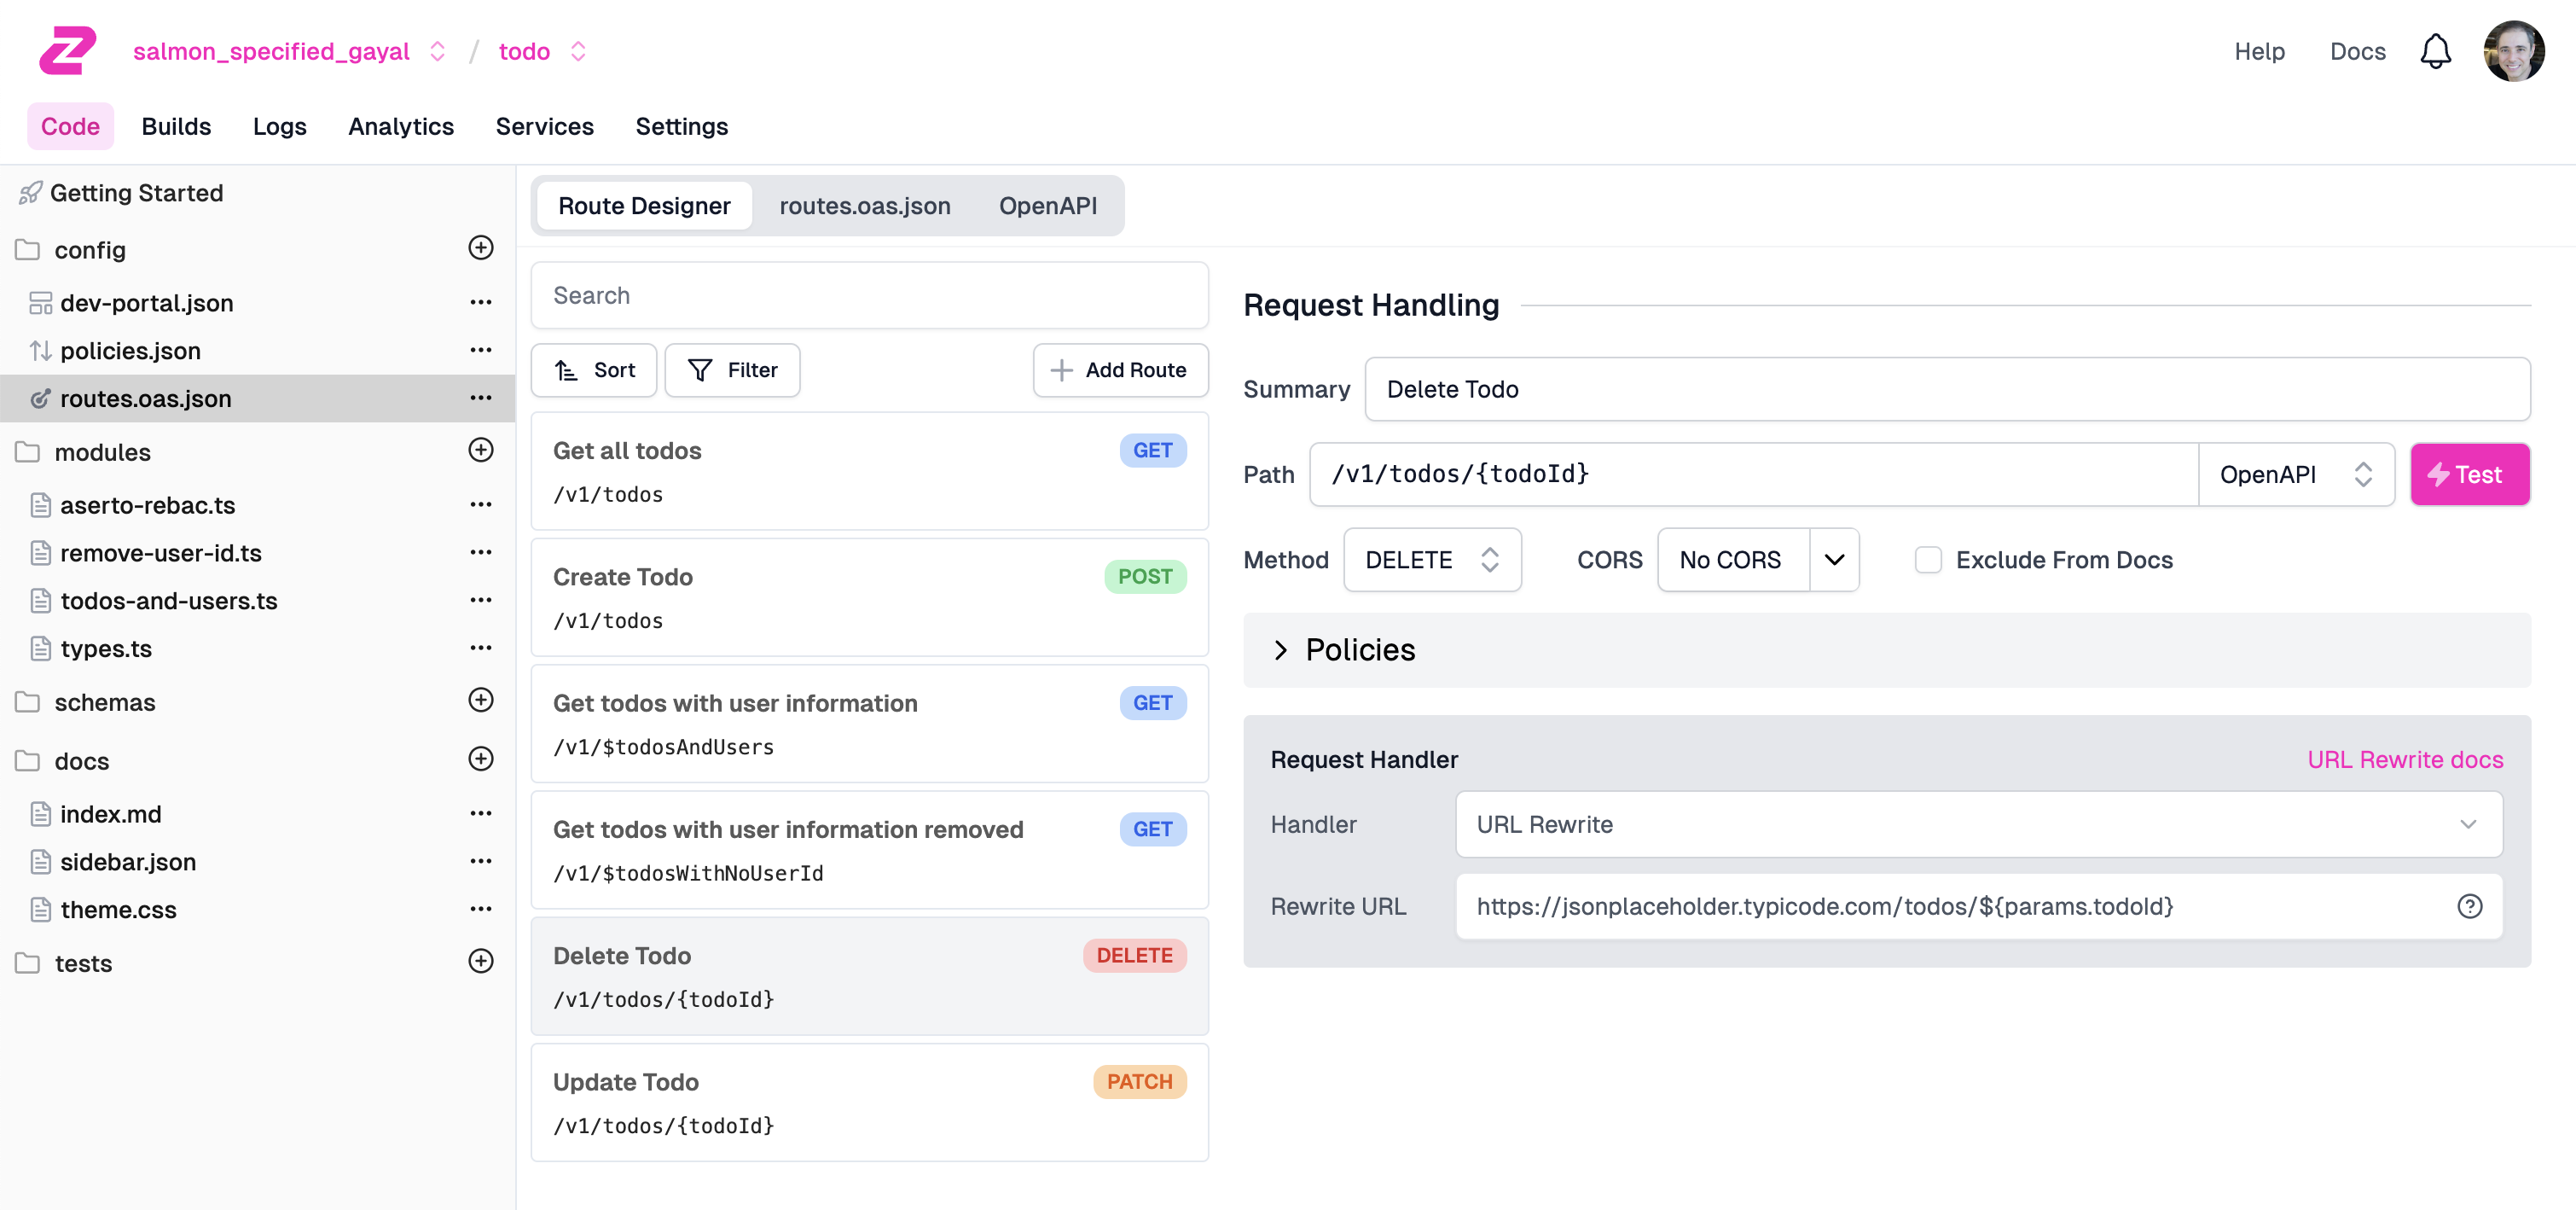 salmon_specified_gayal / todo
Help
Docs
Code
Builds
Logs
Analytics
Services
Settings
Getting Started
config
dev-portal.json
policies.json
routes.oas.json
modules
aserto-rebac.ts
remove-user-id.ts
todos-and-users.ts
types.ts
schemas
docs
index.md
sidebar.json
theme.css
tests
Route Designer
routes.oas.json
OpenAPI
Search
Sort
Filter
Add Route
Get all todos
GET
/v1/todos
Create Todo
POST
/v1/todos
Get todos with user information
GET
/v1/$todosAndUsers
Get todos with user information removed
GET
/v1/$todosWithNoUserId
Delete Todo
DELETE
/v1/todos/{todoId}
Update Todo
PATCH
/v1/todos/{todoId}
Request Handling
Summary
Delete Todo
Path
/v1/todos/{todoId}
OpenAPI
Test
Method
DELETE
CORS
No CORS
Exclude From Docs
Policies
Request Handler
URL Rewrite docs
Handler
URL Rewrite
Rewrite URL
https://jsonplaceholder.typicode.com/todos/${params.todoId}